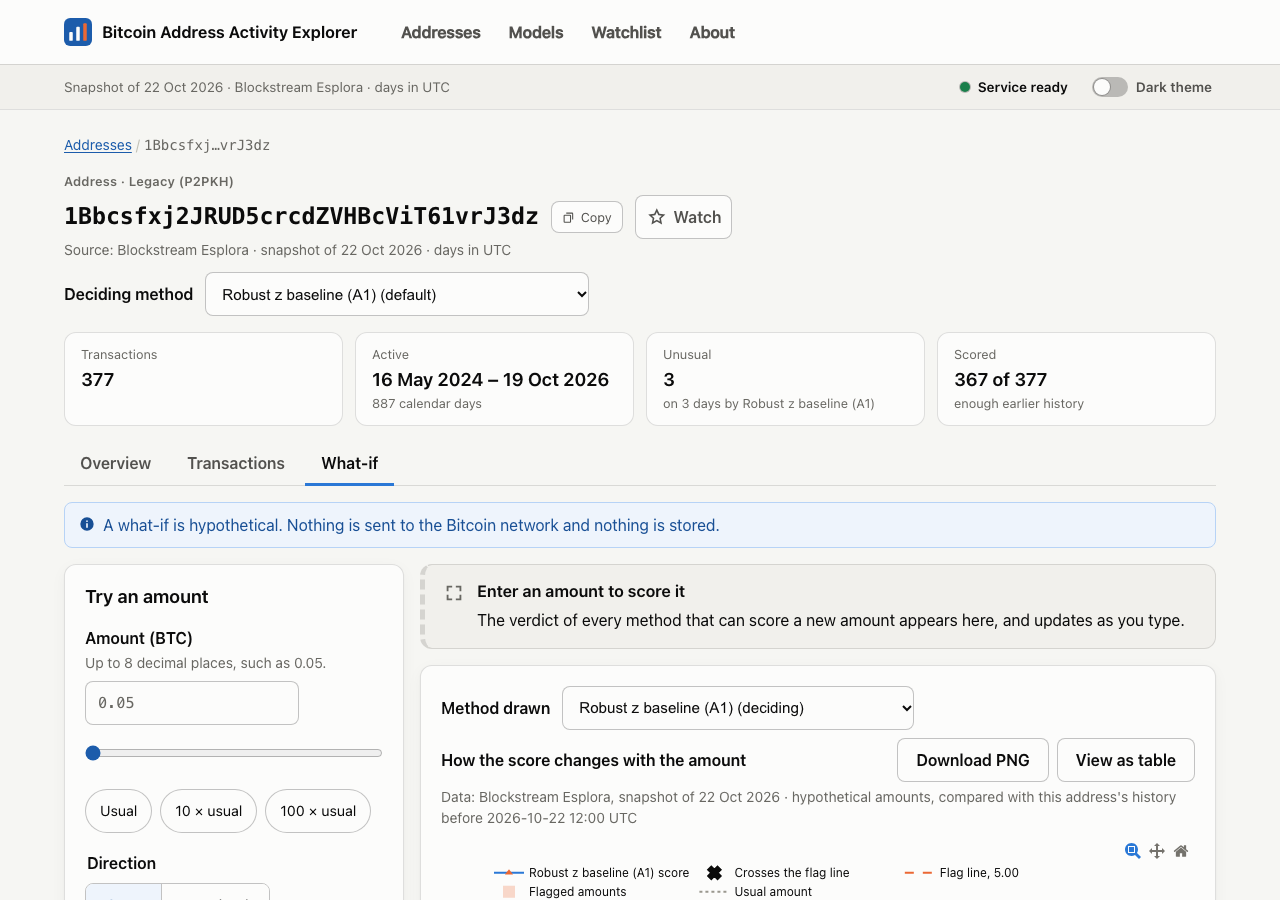 Bitcoin Address Activity Explorer
Addresses
Models
Watchlist
About
Snapshot of 22 Oct 2026 · Blockstream Esplora · days in UTC
Service ready
Dark theme
Addresses / 1Bbcsfxj…vrJ3dz
Address · Legacy (P2PKH)
1Bbcsfxj2JRUD5crcdZVHBcViT61vrJ3dz
Copy
Watch
Source: Blockstream Esplora · snapshot of 22 Oct 2026 · days in UTC
Deciding method
Robust z baseline (A1) (default)
Transactions
377
Active
16 May 2024 – 19 Oct 2026
887 calendar days
Unusual
3
on 3 days by Robust z baseline (A1)
Scored
367 of 377
enough earlier history
Overview
Transactions
What-if
A what-if is hypothetical. Nothing is sent to the Bitcoin network and nothing is stored.
Try an amount
Amount (BTC)
Up to 8 decimal places, such as 0.05.
0.05
Usual
10 × usual
100 × usual
Direction
Enter an amount to score it
The verdict of every method that can score a new amount appears here, and updates as you type.
Method drawn
Robust z baseline (A1) (deciding)
How the score changes with the amount
Download PNG
View as table
Data: Blockstream Esplora, snapshot of 22 Oct 2026 · hypothetical amounts, compared with this address's history
before 2026-10-22 12:00 UTC
Robust z baseline (A1) score
Crosses the flag line
Flag line, 5.00
Flagged amounts
Usual amount